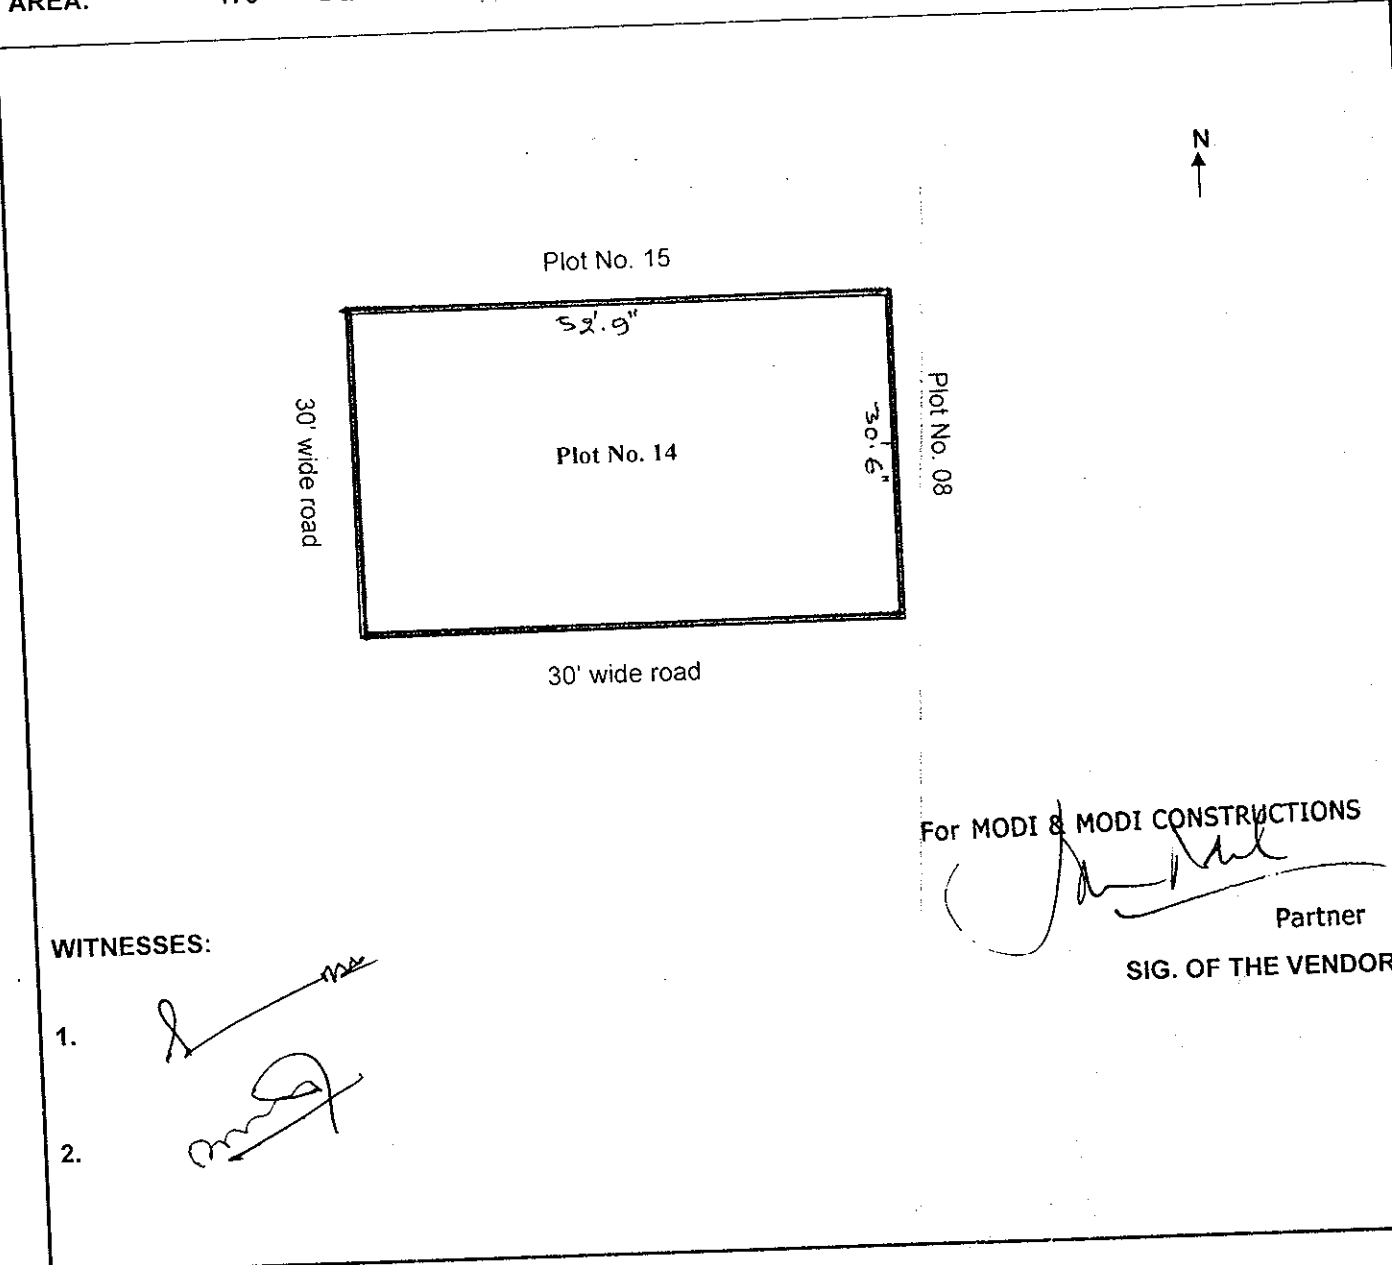 AREA:
N
Plot No. 15
52'.9"
30' wide road
Plot No. 14
30'.6"
Plot No. 08
30' wide road
For MODI & MODI CONSTRUCTIONS
Partner
WITNESSES:
SIG. OF THE VENDOR
1.
2.